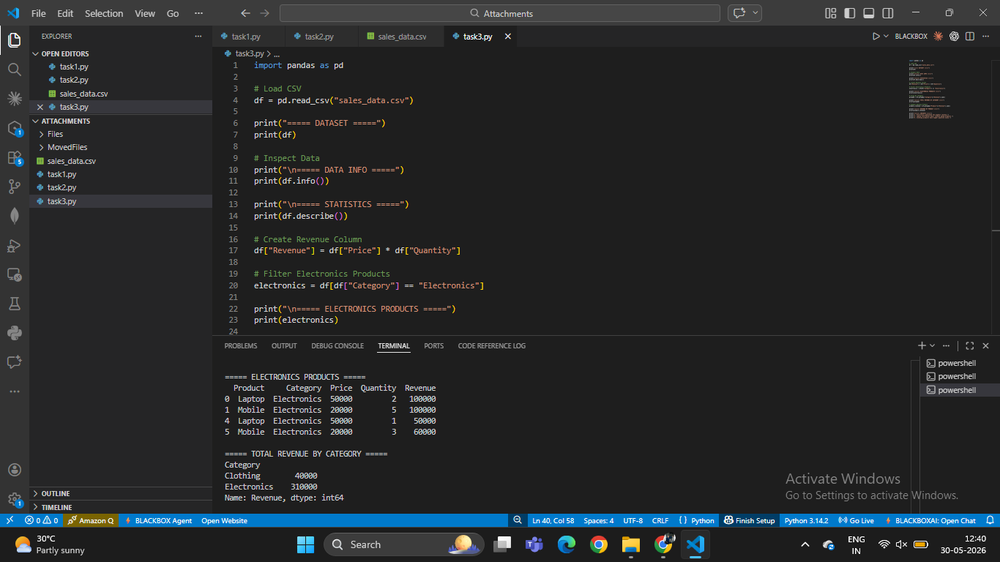 File Edit Selection View Go ···
Attachments
EXPLORER
OPEN EDITORS
task1.py
task2.py
sales_data.csv
task3.py
ATTACHMENTS
Files
MovedFiles
sales_data.csv
task1.py
task2.py
task3.py
OUTLINE
TIMELINE
1
5
1
task1.py task2.py sales_data.csv task3.py
BLACKBOX
task3.py > ...
1 import pandas as pd
2
3 # Load CSV
4 df = pd.read_csv("sales_data.csv")
5
6 print("===== DATASET =====")
7 print(df)
8
9 # Inspect Data
10 print("\n===== DATA INFO =====")
11 print(df.info())
12
13 print("\n===== STATISTICS =====")
14 print(df.describe())
15
16 # Create Revenue Column
17 df["Revenue"] = df["Price"] * df["Quantity"]
18
19 # Filter Electronics Products
20 electronics = df[df["Category"] == "Electronics"]
21
22 print("\n===== ELECTRONICS PRODUCTS =====")
23 print(electronics)
24
PROBLEMS OUTPUT DEBUG CONSOLE TERMINAL PORTS CODE REFERENCE LOG
===== ELECTRONICS PRODUCTS =====
Product Category Price Quantity Revenue
0 Laptop Electronics 50000 2 100000
1 Mobile Electronics 20000 5 100000
4 Laptop Electronics 50000 1 50000
5 Mobile Electronics 20000 3 60000
===== TOTAL REVENUE BY CATEGORY =====
Category
Clothing 40000
Electronics 310000
Name: Revenue, dtype: int64
powershell
powershell
powershell
Activate Windows
Go to Settings to activate Windows.
0 0 Amazon Q BLACKBOX Agent Open Website Ln 40, Col 58 Spaces: 4 UTF-8 CRLF {} Python Finish Setup Python 3.14.2 Go Live BLACKBOXAI: Open Chat
30°C
Partly sunny
Search
ENG
IN
12:40
30-05-2026